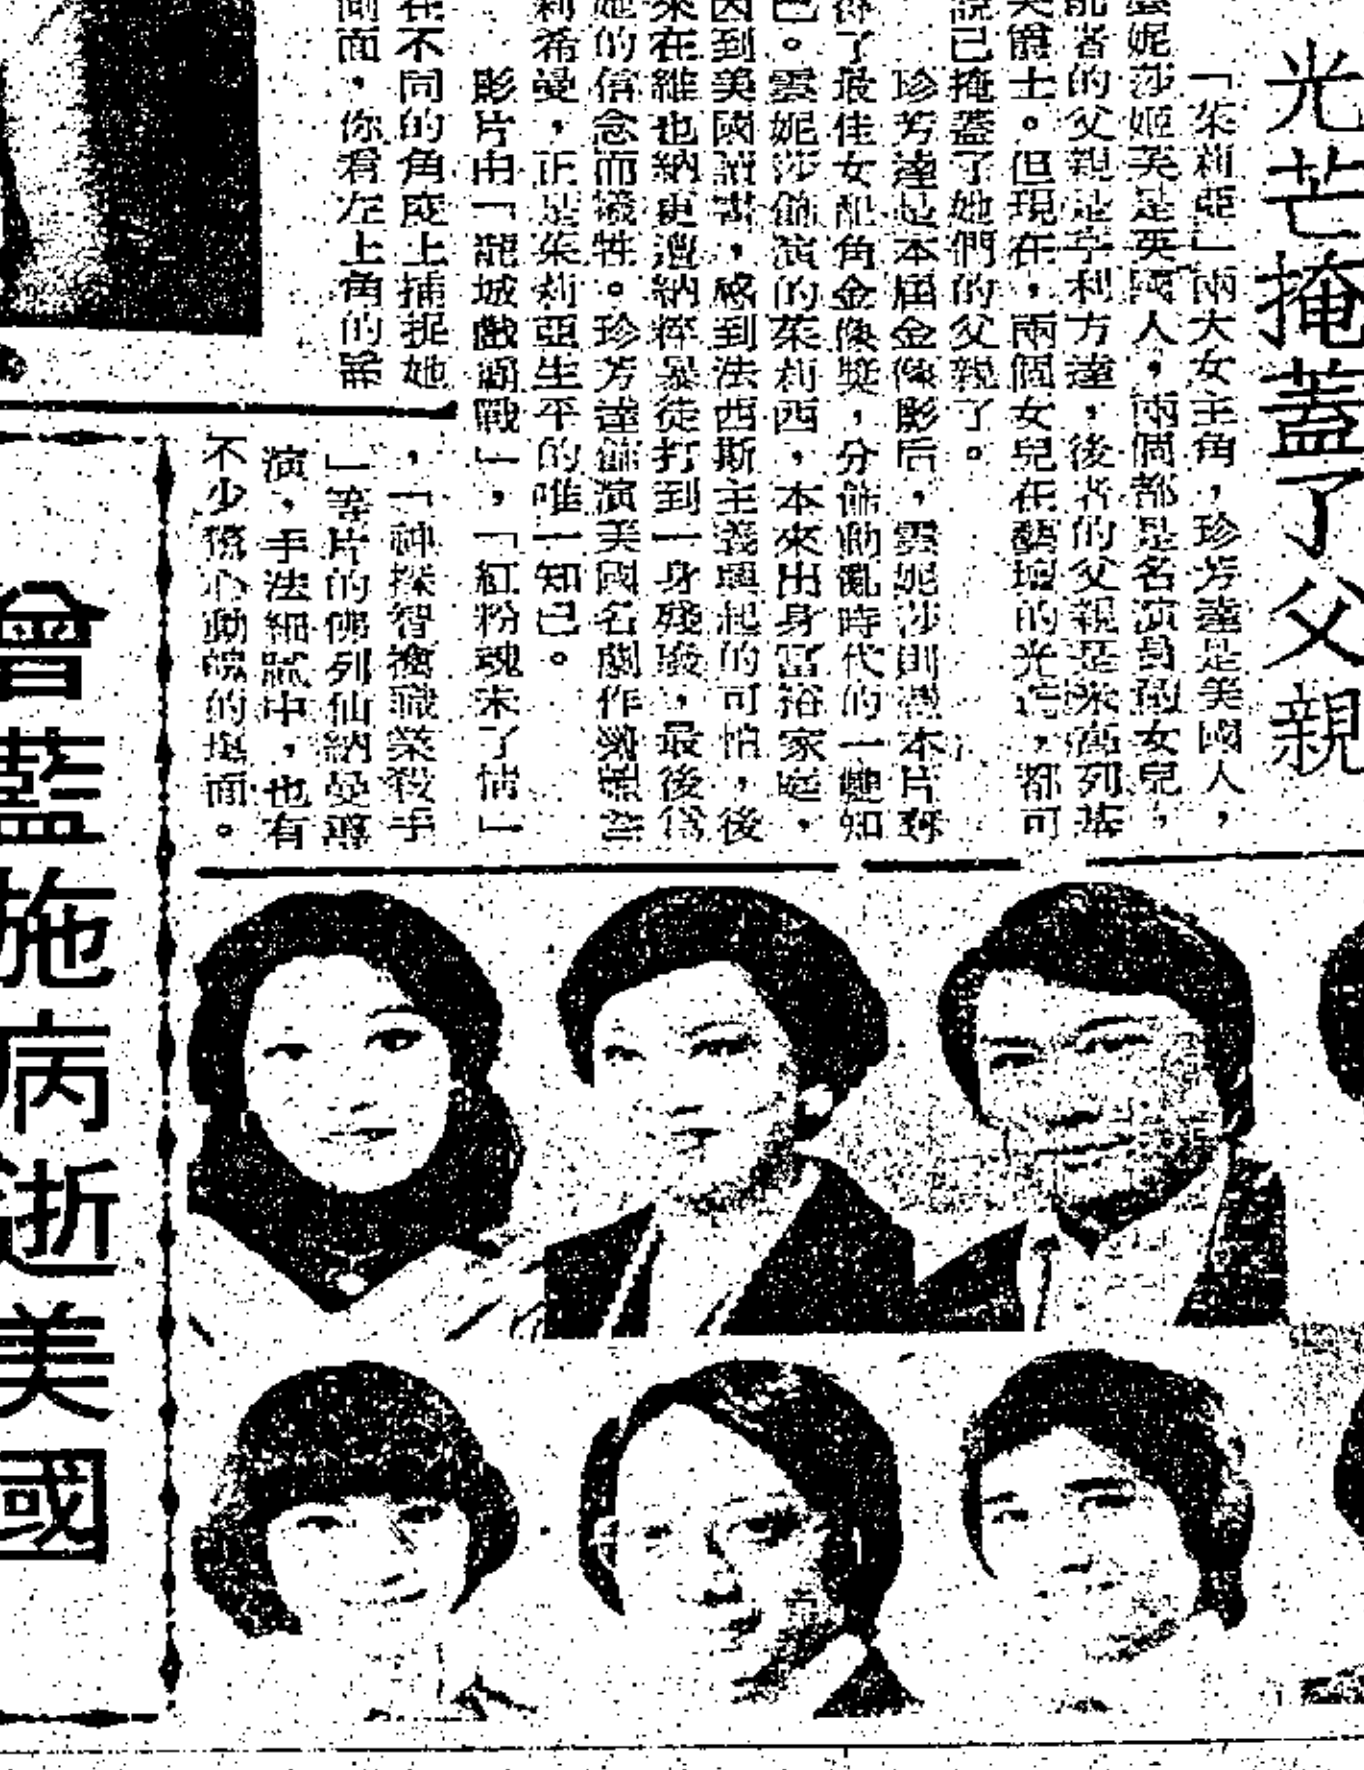 光芒掩蓋了父親
「茱莉亞」兩大女主角，珍芳達是美國人，
雲妮莎姬芙是英國人，兩個都是名演員的女兒，
前者的父親是亨利方達，後者的父親是米高列基
芙爵士。但現在，兩個女兒在藝壇的光芒，都可
說已掩蓋了她們的父親了。
珍芳達是本屆金像影后，雲妮莎則憑本片奪
得了最佳女配角金像獎，分飾動亂時代的一雙知
己。雲妮莎飾演的茱莉西，本來出身富裕家庭，
因到美國讀書，感到法西斯主義興起的可怕，後
來在維也納更遭納粹暴徒打到一身殘廢，最後為
她的信念而犧牲。珍芳達飾演美國名劇作
莉希曼，正是茱莉亞生平的唯一知己。
影片由「龍城殲霸戰」，「紅粉魂未了情」
，「神探智擒職業殺手
」等片的佛烈仙納曼導
演，手法細膩中，也有
不少驚心動魄的場面。
在不同的角度上捕捉她
面，你看左上角的
曾藍施病逝美國